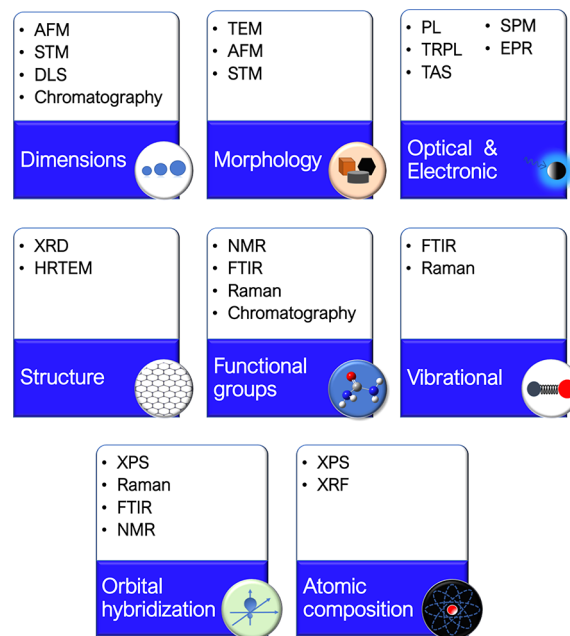 • AFM
• STM
• DLS
• Chromatography
Dimensions
• TEM
• AFM
• STM
Morphology
• PL
• TRPL
• TAS
• SPM
• EPR
Optical &
Electronic
• XRD
• HRTEM
Structure
• NMR
• FTIR
• Raman
• Chromatography
Functional
groups
• FTIR
• Raman
Vibrational
• XPS
• Raman
• FTIR
• NMR
Orbital
hybridization
• XPS
• XRF
Atomic
composition